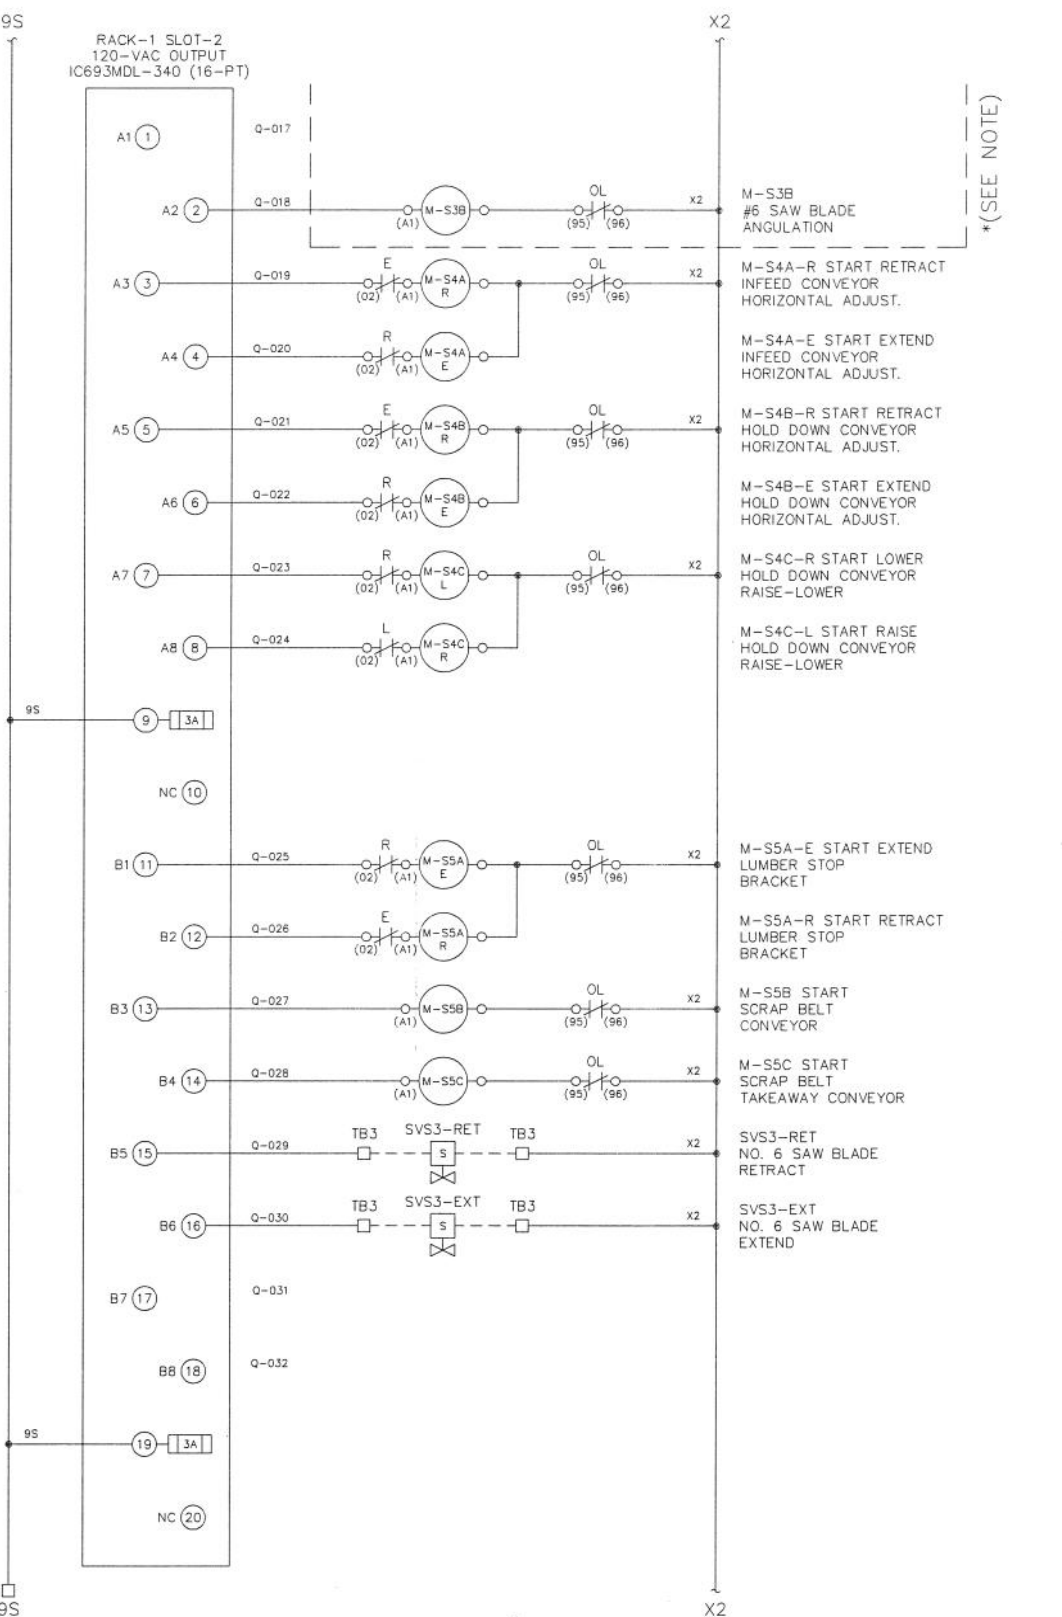 9S
X2
RACK-1 SLOT-2
120-VAC OUTPUT
IC693MDL-340 (16-PT)
*(SEE NOTE)
A1 1
Q-017
A2 2
Q-018
(A1)
M-S3B
OL
(95) (96)
X2
M-S3B
#6 SAW BLADE
ANGULATION
A3 3
Q-019
E
(02) (A1)
M-S4A
R
OL
(95) (96)
X2
M-S4A-R START RETRACT
INFEED CONVEYOR
HORIZONTAL ADJUST.
A4 4
Q-020
R
(02) (A1)
M-S4A
E
M-S4A-E START EXTEND
INFEED CONVEYOR
HORIZONTAL ADJUST.
A5 5
Q-021
E
(02) (A1)
M-S4B
R
OL
(95) (96)
X2
M-S4B-R START RETRACT
HOLD DOWN CONVEYOR
HORIZONTAL ADJUST.
A6 6
Q-022
R
(02) (A1)
M-S4B
E
M-S4B-E START EXTEND
HOLD DOWN CONVEYOR
HORIZONTAL ADJUST.
A7 7
Q-023
R
(02) (A1)
M-S4C
L
OL
(95) (96)
X2
M-S4C-R START LOWER
HOLD DOWN CONVEYOR
RAISE-LOWER
A8 8
Q-024
L
(02) (A1)
M-S4C
R
M-S4C-L START RAISE
HOLD DOWN CONVEYOR
RAISE-LOWER
9S
9 3A
NC 10
B1 11
Q-025
R
(02) (A1)
M-S5A
E
OL
(95) (96)
X2
M-S5A-E START EXTEND
LUMBER STOP
BRACKET
B2 12
Q-026
E
(02) (A1)
M-S5A
R
M-S5A-R START RETRACT
LUMBER STOP
BRACKET
B3 13
Q-027
(A1)
M-S5B
OL
(95) (96)
X2
M-S5B START
SCRAP BELT
CONVEYOR
B4 14
Q-028
(A1)
M-S5C
OL
(95) (96)
X2
M-S5C START
SCRAP BELT
TAKEAWAY CONVEYOR
B5 15
Q-029
TB3
SVS3-RET
S
TB3
X2
SVS3-RET
NO. 6 SAW BLADE
RETRACT
B6 16
Q-030
TB3
SVS3-EXT
S
TB3
X2
SVS3-EXT
NO. 6 SAW BLADE
EXTEND
B7 17
Q-031
B8 18
Q-032
9S
19 3A
NC 20
9S
X2